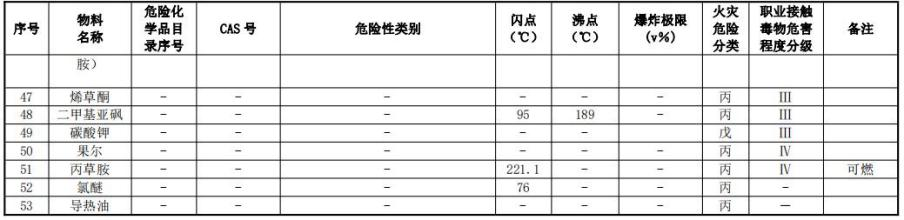 序号 物料名称 危险化学品目录序号 CAS 号 危险性类别 闪点(℃) 沸点(℃) 爆炸极限(v%) 火灾危险分类 职业接触毒物危害程度分级 备注
胺)
47 烯草酮 - - - - - - 丙 III
48 二甲基亚砜 - - - 95 189 - 丙 III
49 碳酸钾 - - - - - 戊 III
50 果尔 - - - - - - 丙 IV
51 丙草胺 - - - 221.1 - - 丙 IV 可燃
52 氯醚 - - - 76 - - 丙 -
53 导热油 - - - - - - 丙 —